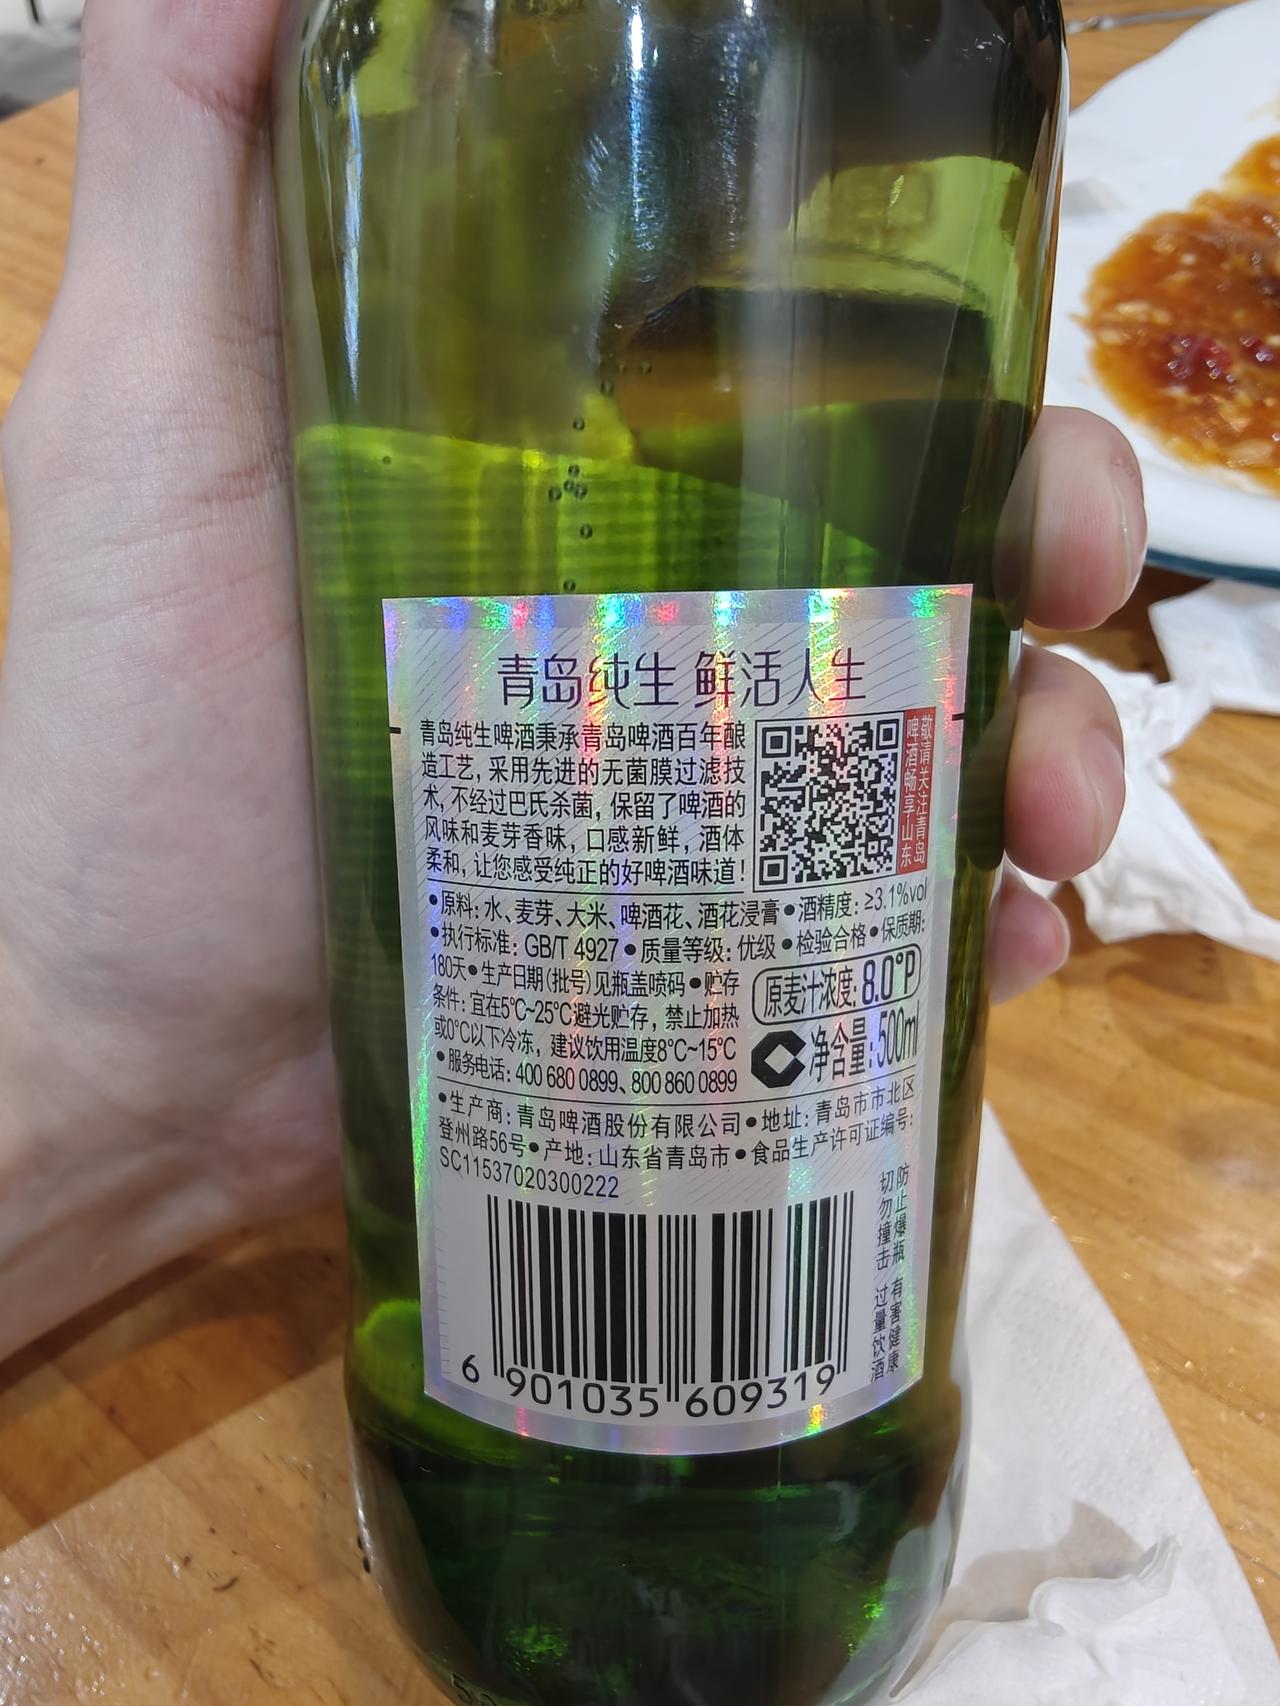 青岛纯生 鲜活人生
青岛纯生啤酒秉承青岛啤酒百年酿
造工艺，采用先进的无菌膜过滤技
术，不经过巴氏杀菌，保留了啤酒的
风味和麦芽香味，口感新鲜，酒体
柔和，让您感受纯正的好啤酒味道！
敬请关注青岛
啤酒畅享山东
•原料：水、麦芽、大米、啤酒花、酒花浸膏•酒精度：≥3.1%vol
•执行标准：GB/T 4927•质量等级：优级•检验合格•保质期：
180天•生产日期(批号)见瓶盖喷码•贮存
条件：宜在5°C~25°C避光贮存，禁止加热
或0°C以下冷冻，建议饮用温度8°C~15°C
•服务电话：400 680 0899、800 860 0899
原麦汁浓度：8.0°P
净含量：500ml
•生产商：青岛啤酒股份有限公司•地址：青岛市市北区
登州路56号•产地：山东省青岛市•食品生产许可证编号：
SC11537020300222
防止爆瓶 有害健康
切勿撞击 过量饮酒
6 901035 609319